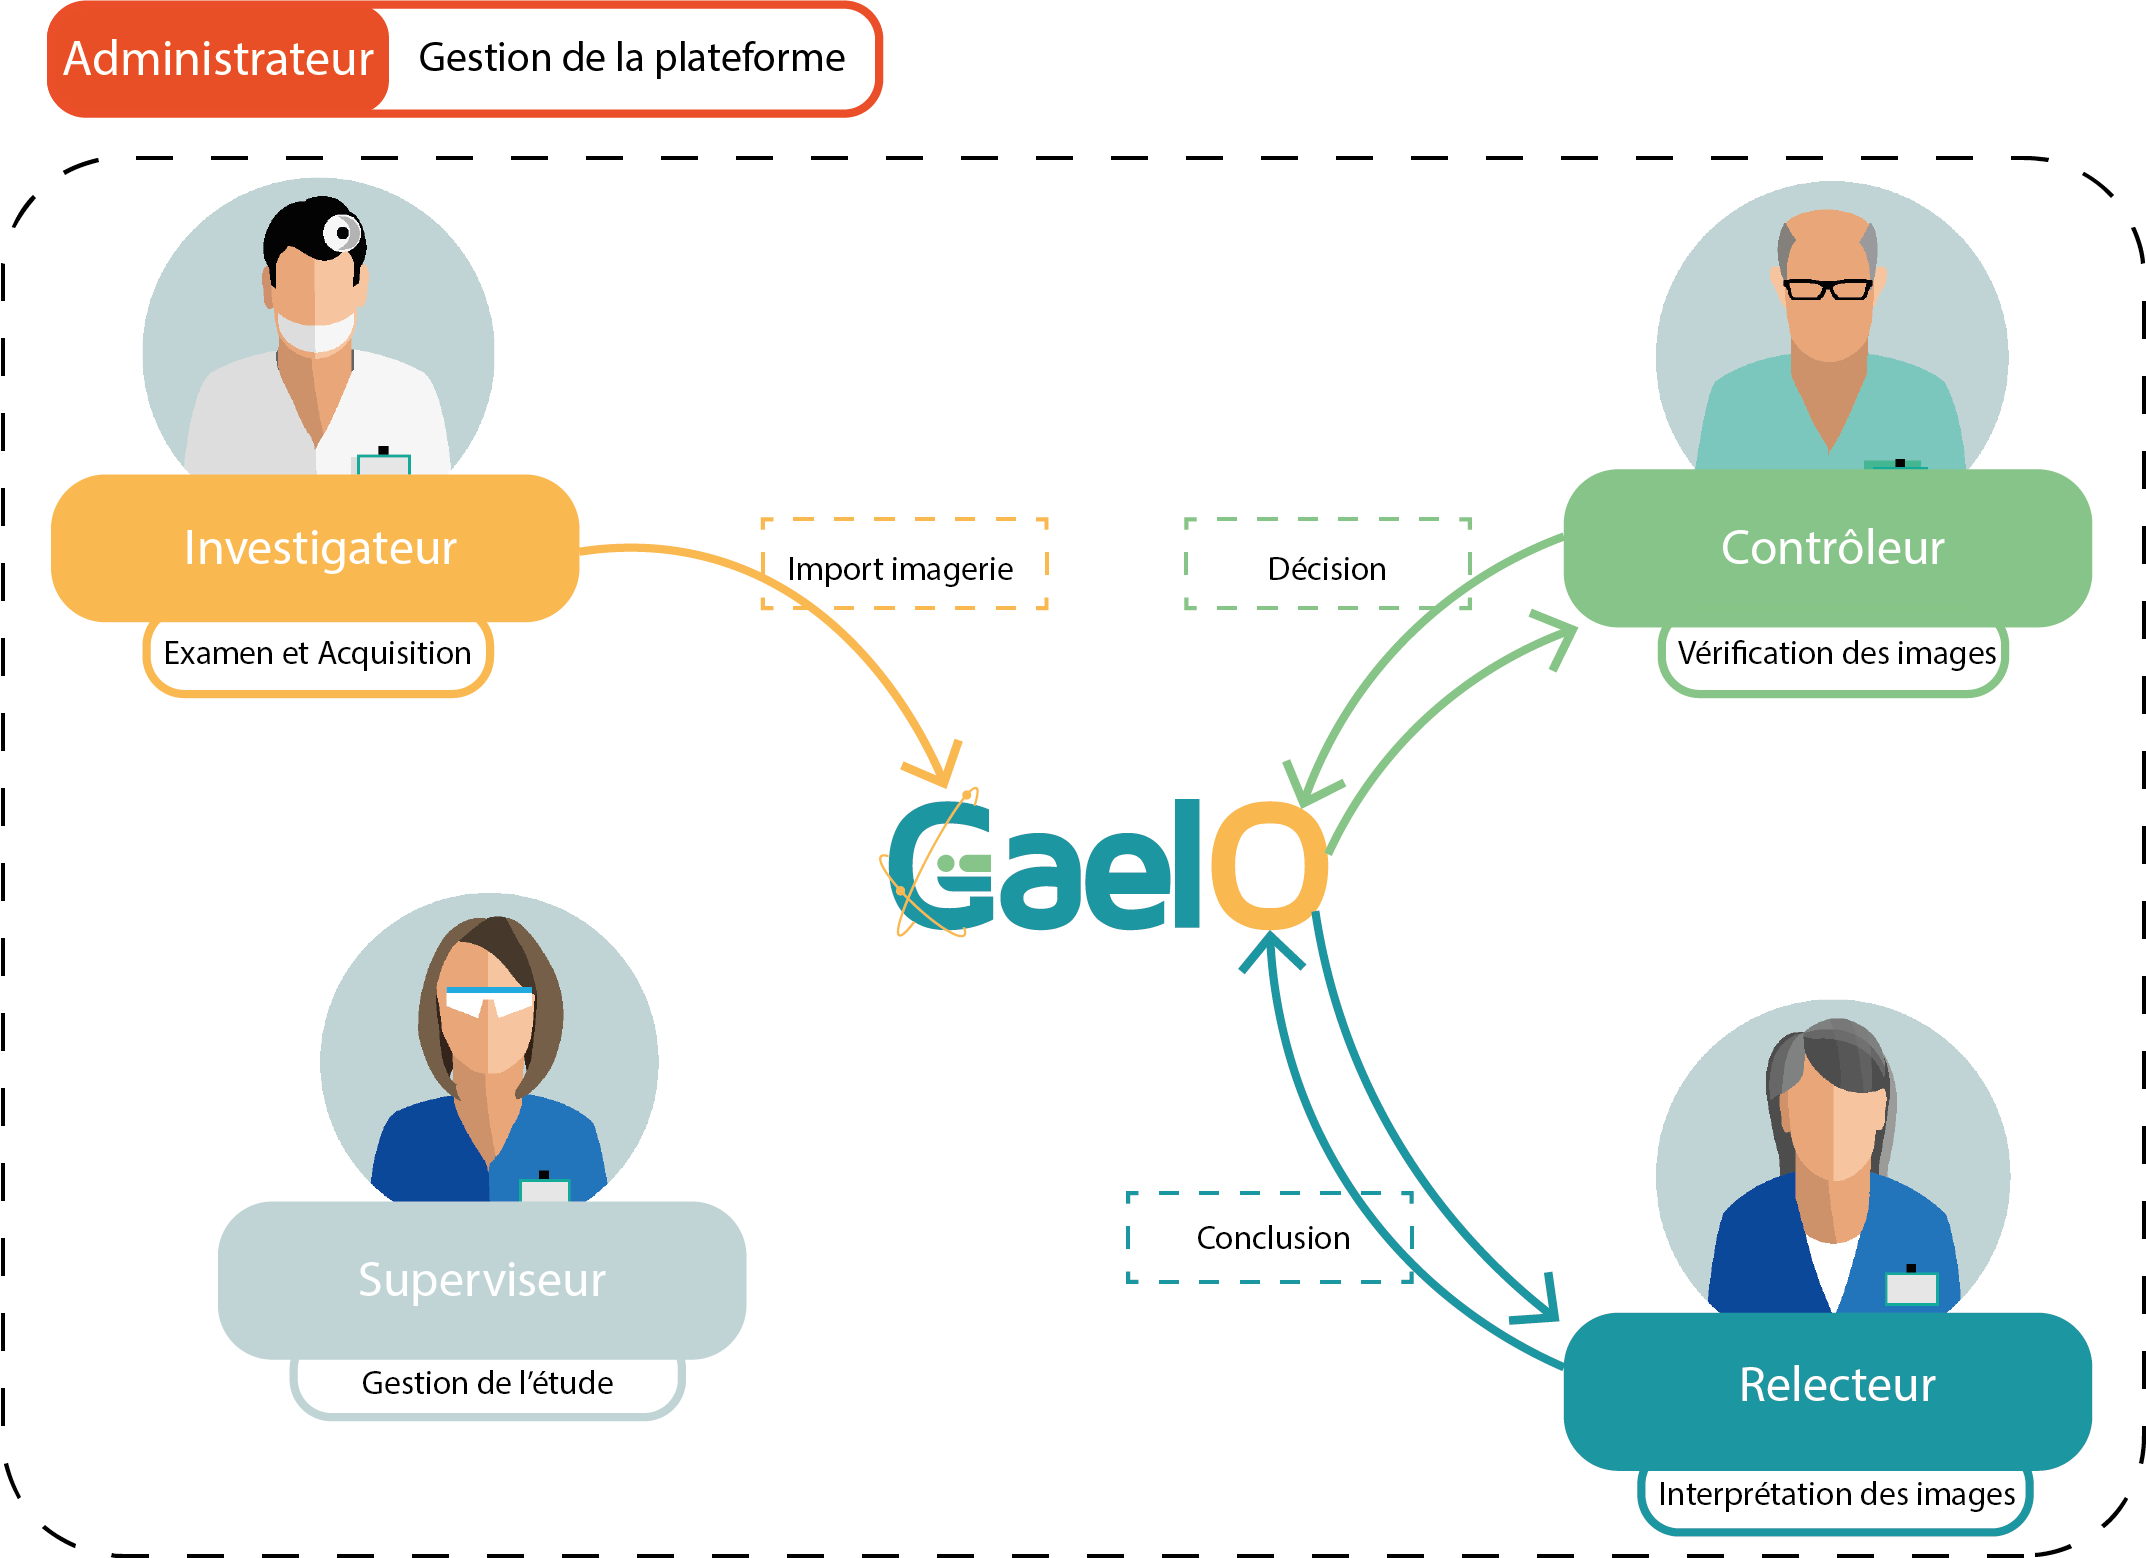 Administrateur
Gestion de la plateforme
Investigateur
Examen et Acquisition
Import imagerie
Décision
Contrôleur
Vérification des images
GaelO
Superviseur
Gestion de l'étude
Conclusion
Relecteur
Interprétation des images